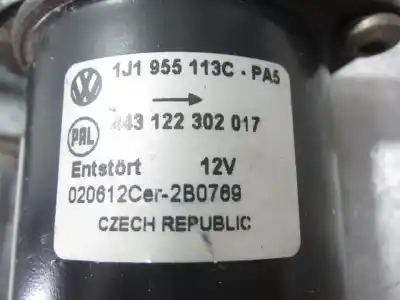 1J1 955 113C - PA5
PAL 443 122 302 017
Entstört 12V
020612Cer-2B0769
CZECH REPUBLIC